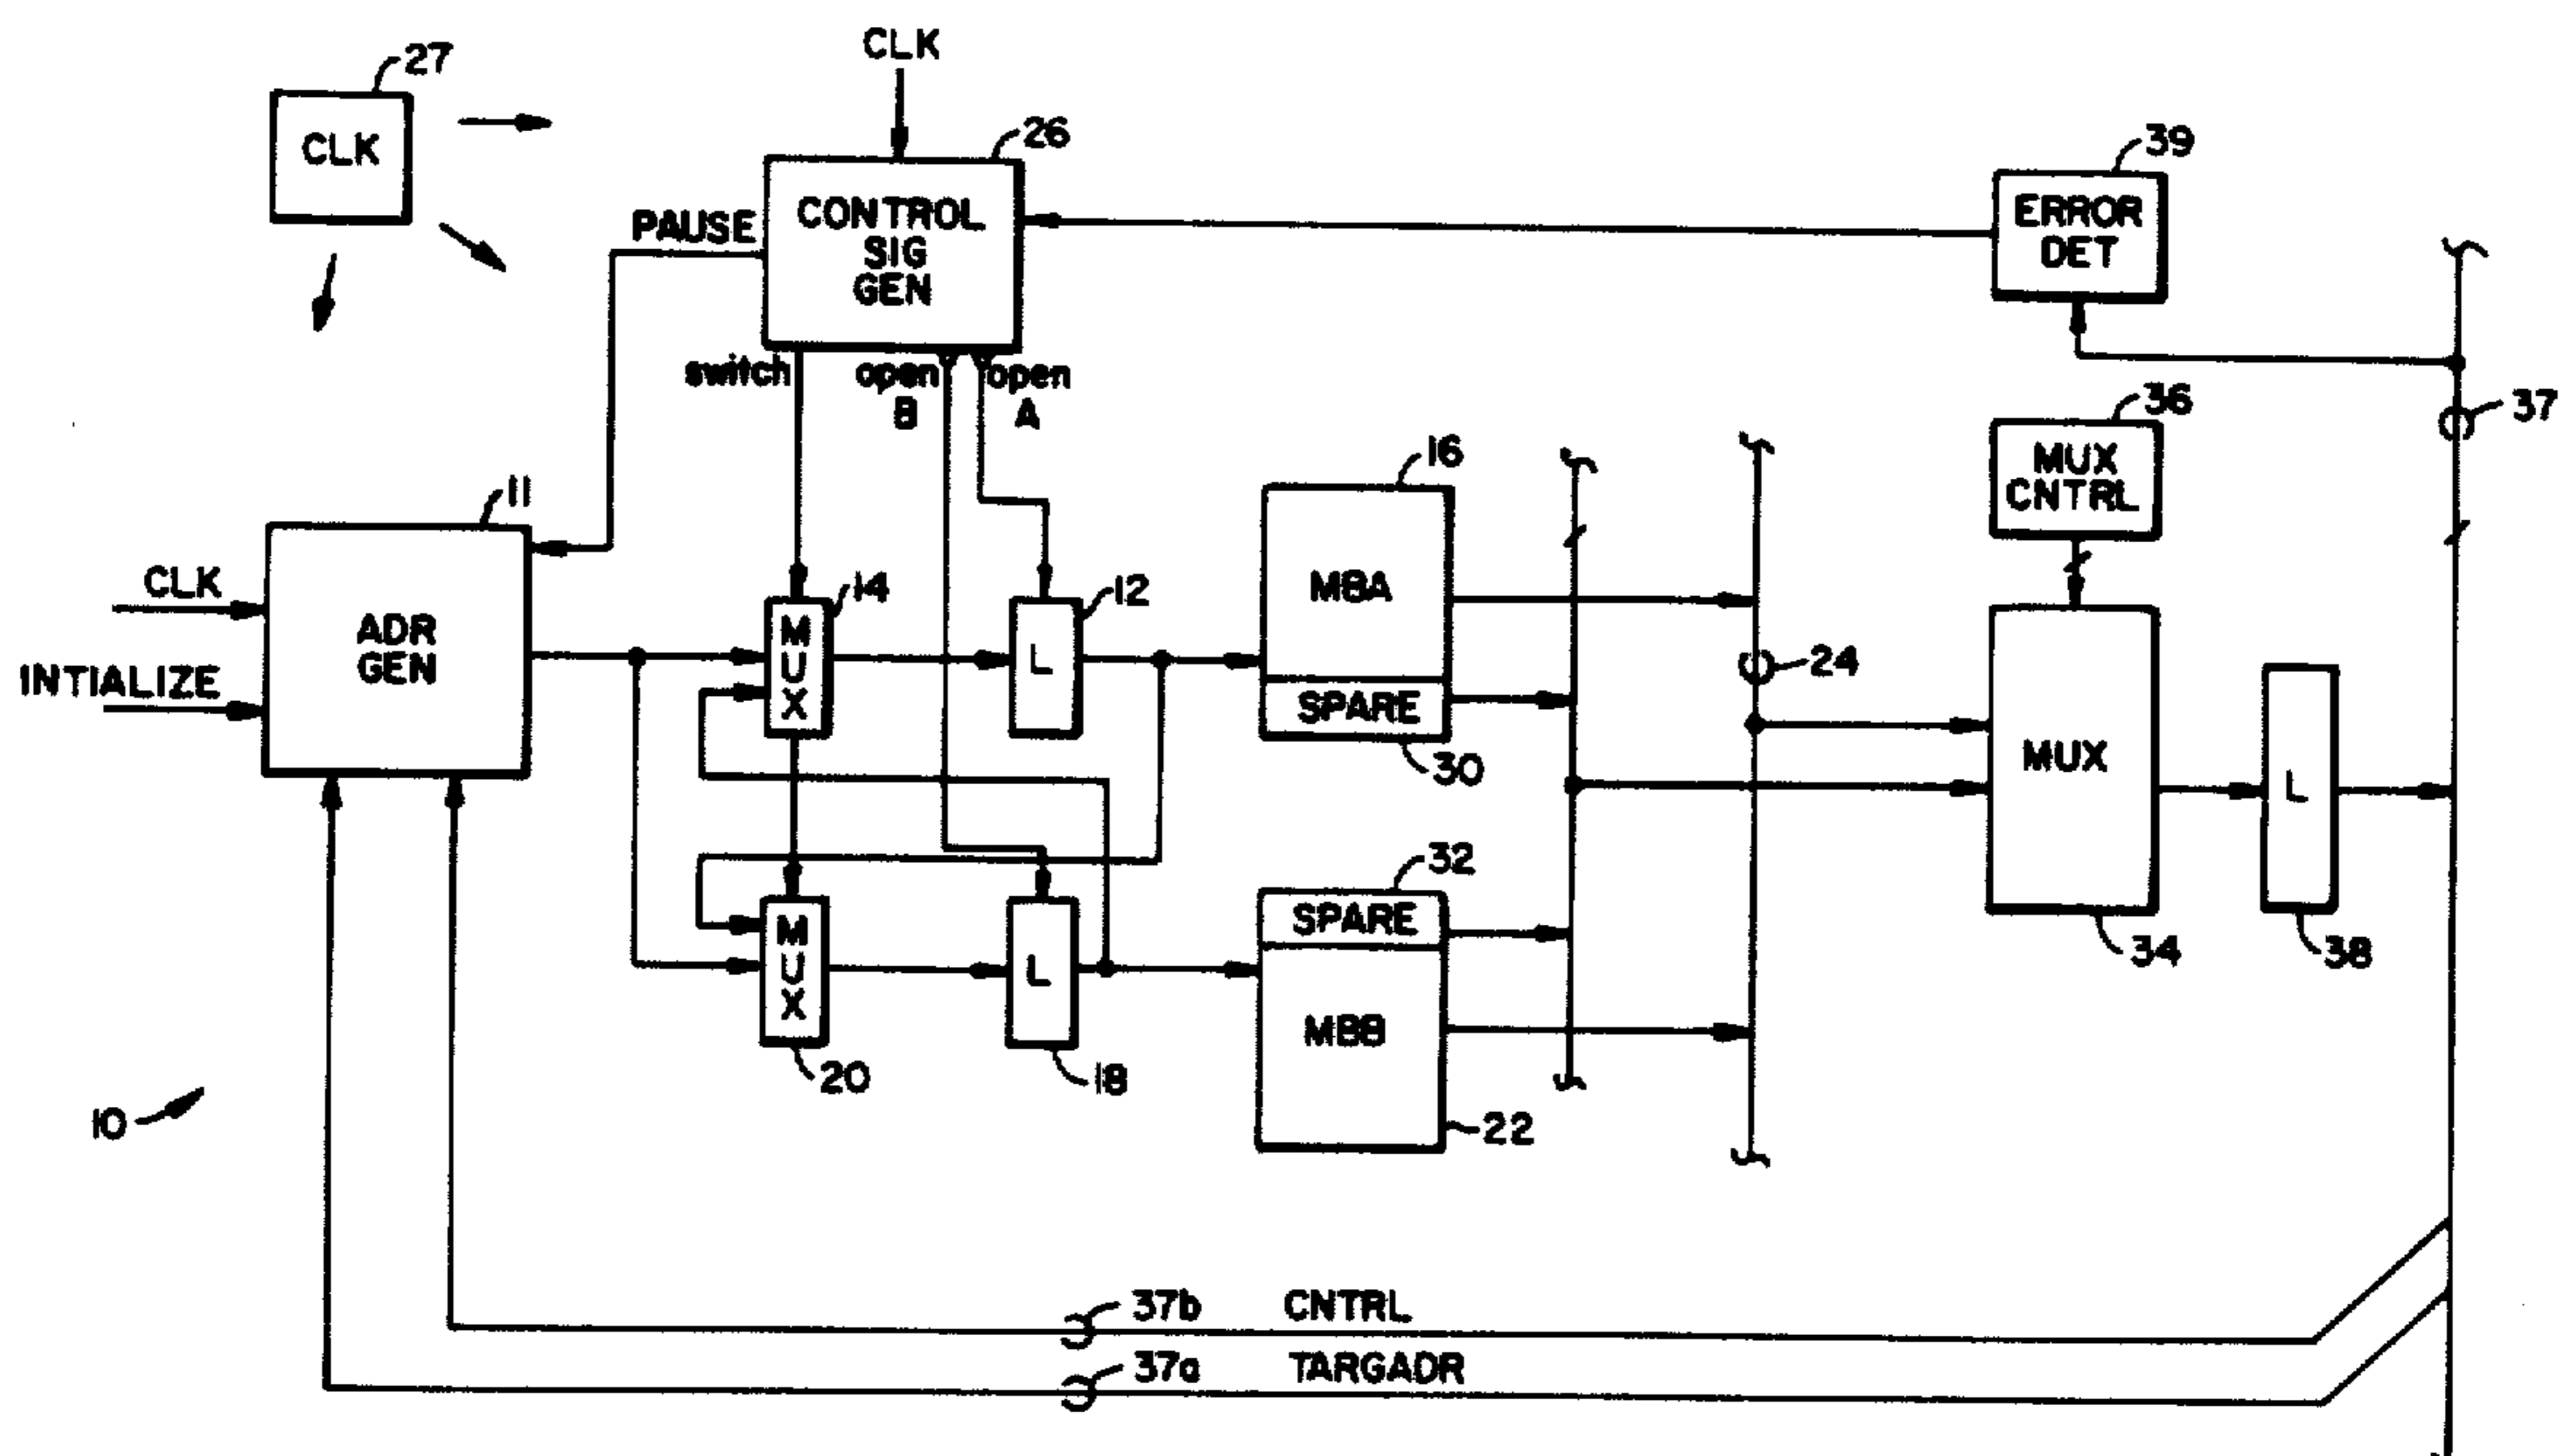 CLK
27
CLK
26
CONTROL
SIG
GEN
PAUSE
39
ERROR
DET
switch
open
B
open
A
37
36
MUX
CNTRL
11
CLK
INTIALIZE
ADR
GEN
14
M
U
X
12
L
16
MBA
SPARE
30
24
MUX
34
L
38
32
SPARE
MBB
22
M
U
X
20
L
18
10
37b
CNTRL
37a
TARGADR